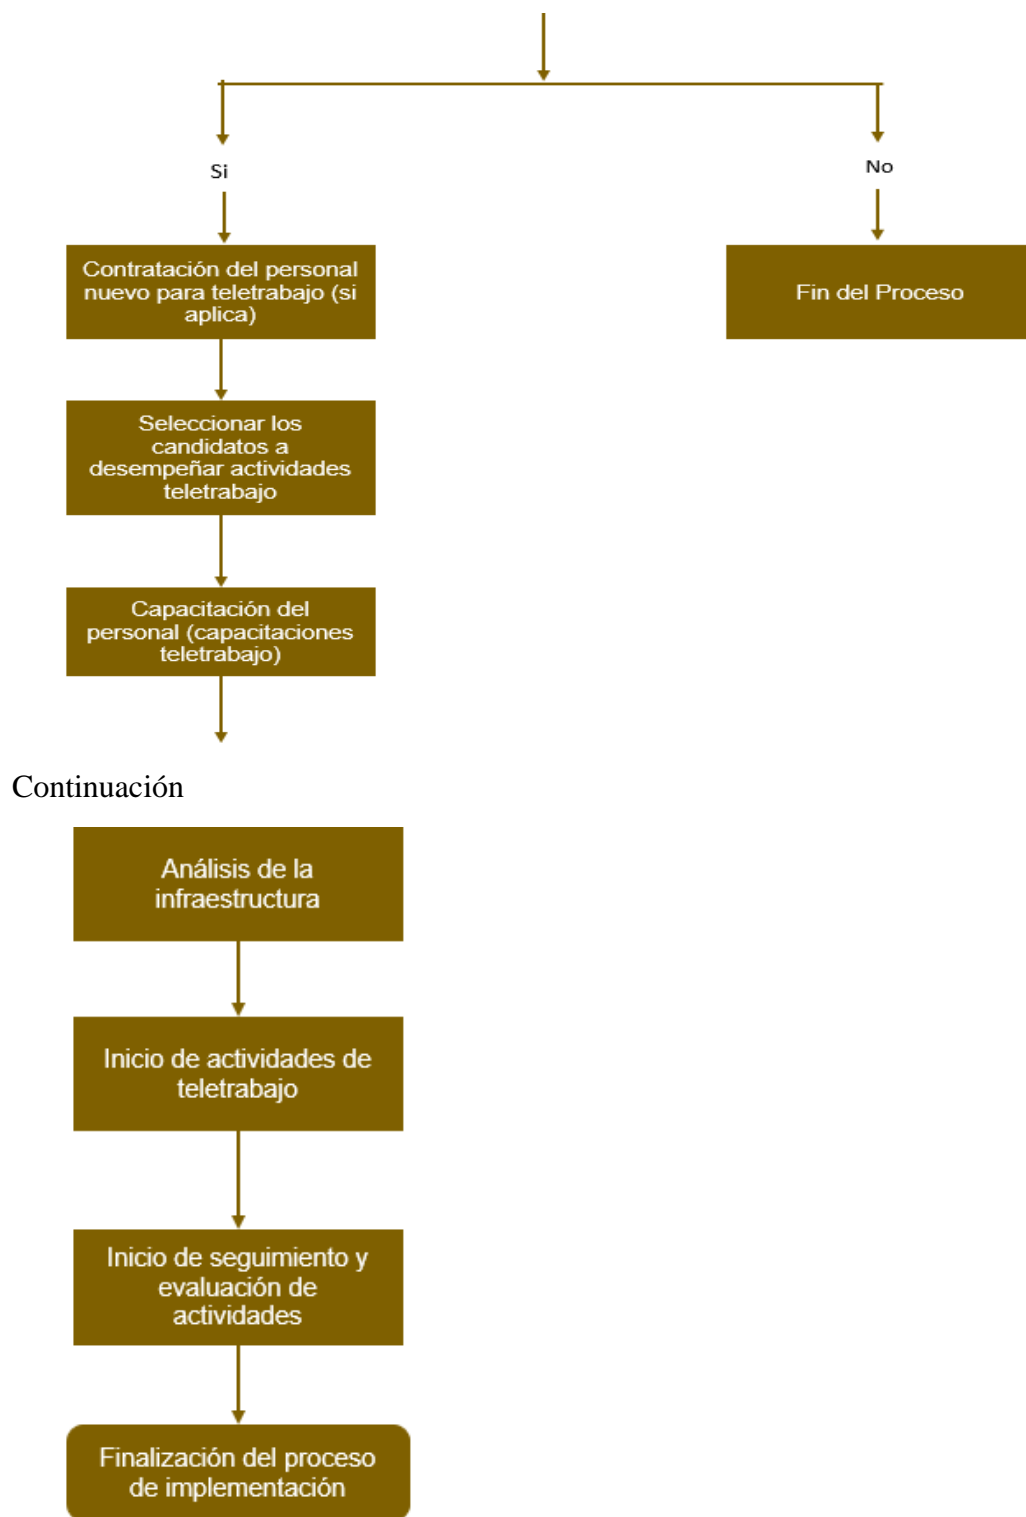 Si
No
Contratación del personal
nuevo para teletrabajo (si
aplica)
Fin del Proceso
Seleccionar los
candidatos a
desempeñar actividades
teletrabajo
Capacitación del
personal (capacitaciones
teletrabajo)
Continuación
Análisis de la
infraestructura
Inicio de actividades de
teletrabajo
Inicio de seguimiento y
evaluación de
actividades
Finalización del proceso
de implementación